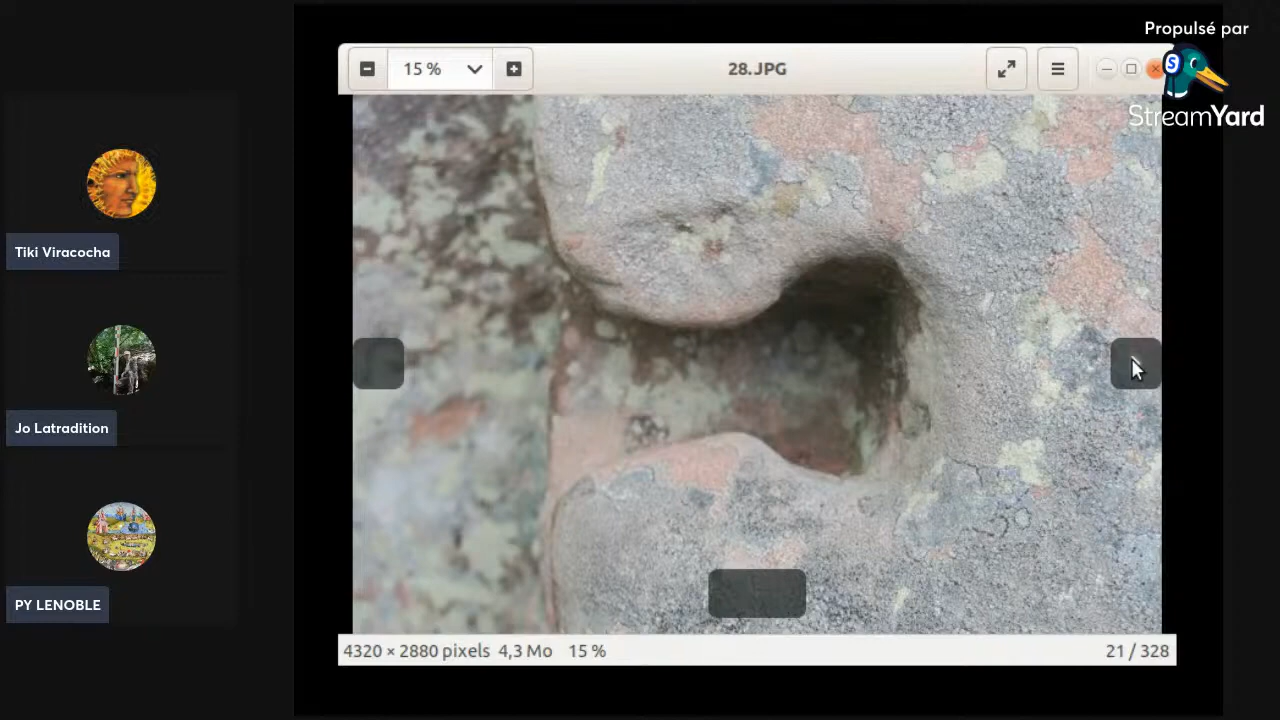 Propulsé par
StreamYard
15 %
28.JPG
Tiki Viracocha
Jo Latradition
PY LENOBLE
4320 × 2880 pixels 4,3 Mo 15 %
21 / 328